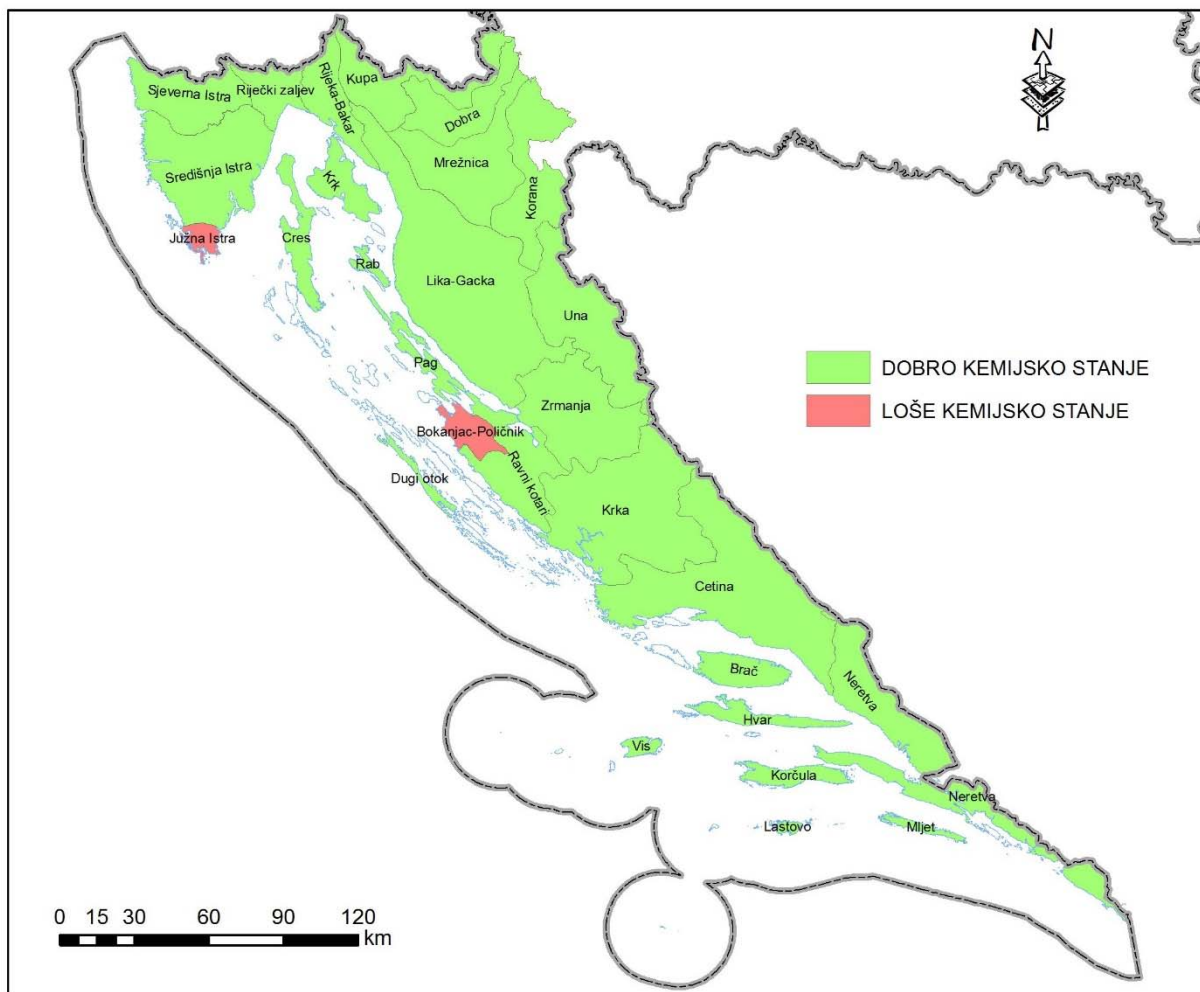 N
Sjeverna Istra
Riječki zaljev
Rijeka-Bakar
Kupa
Dobra
Mrežnica
Središnja Istra
Krk
Korana
Južna Istra
Cres
Rab
Lika-Gacka
Una
Pag
DOBRO KEMIJSKO STANJE
LOŠE KEMIJSKO STANJE
Zrmanja
Bokanjac-Poličnik
Ravni kotari
Dugi otok
Krka
Cetina
Brač
Neretva
Hvar
Vis
Korčula
Neretva
Lastovo
Mljet
0 15 30 60 90 120
km